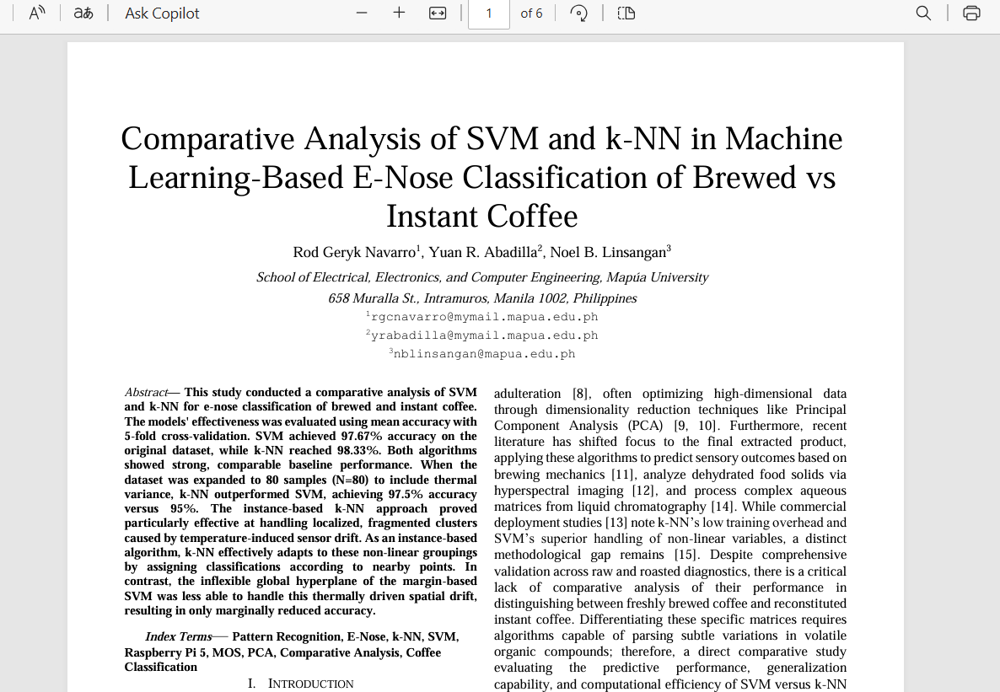 Ask Copilot
1 of 6
Comparative Analysis of SVM and k-NN in Machine
Learning-Based E-Nose Classification of Brewed vs
Instant Coffee
Rod Geryk Navarro1, Yuan R. Abadilla2, Noel B. Linsangan3
School of Electrical, Electronics, and Computer Engineering, Mapúa University
658 Muralla St., Intramuros, Manila 1002, Philippines
1rgcnavarro@mymail.mapua.edu.ph
2yrabadilla@mymail.mapua.edu.ph
3nblinsangan@mapua.edu.ph
Abstract— This study conducted a comparative analysis of SVM
and k-NN for e-nose classification of brewed and instant coffee.
The models' effectiveness was evaluated using mean accuracy with
5-fold cross-validation. SVM achieved 97.67% accuracy on the
original dataset, while k-NN reached 98.33%. Both algorithms
showed strong, comparable baseline performance. When the
dataset was expanded to 80 samples (N=80) to include thermal
variance, k-NN outperformed SVM, achieving 97.5% accuracy
versus 95%. The instance-based k-NN approach proved
particularly effective at handling localized, fragmented clusters
caused by temperature-induced sensor drift. As an instance-based
algorithm, k-NN effectively adapts to these non-linear groupings
by assigning classifications according to nearby points. In
contrast, the inflexible global hyperplane of the margin-based
SVM was less able to handle this thermally driven spatial drift,
resulting in only marginally reduced accuracy.
Index Terms— Pattern Recognition, E-Nose, k-NN, SVM,
Raspberry Pi 5, MOS, PCA, Comparative Analysis, Coffee
Classification
I. INTRODUCTION
adulteration [8], often optimizing high-dimensional data
through dimensionality reduction techniques like Principal
Component Analysis (PCA) [9, 10]. Furthermore, recent
literature has shifted focus to the final extracted product,
applying these algorithms to predict sensory outcomes based on
brewing mechanics [11], analyze dehydrated food solids via
hyperspectral imaging [12], and process complex aqueous
matrices from liquid chromatography [14]. While commercial
deployment studies [13] note k-NN's low training overhead and
SVM's superior handling of non-linear variables, a distinct
methodological gap remains [15]. Despite comprehensive
validation across raw and roasted diagnostics, there is a critical
lack of comparative analysis of their performance in
distinguishing between freshly brewed coffee and reconstituted
instant coffee. Differentiating these specific matrices requires
algorithms capable of parsing subtle variations in volatile
organic compounds; therefore, a direct comparative study
evaluating the predictive performance, generalization
capability, and computational efficiency of SVM versus k-NN